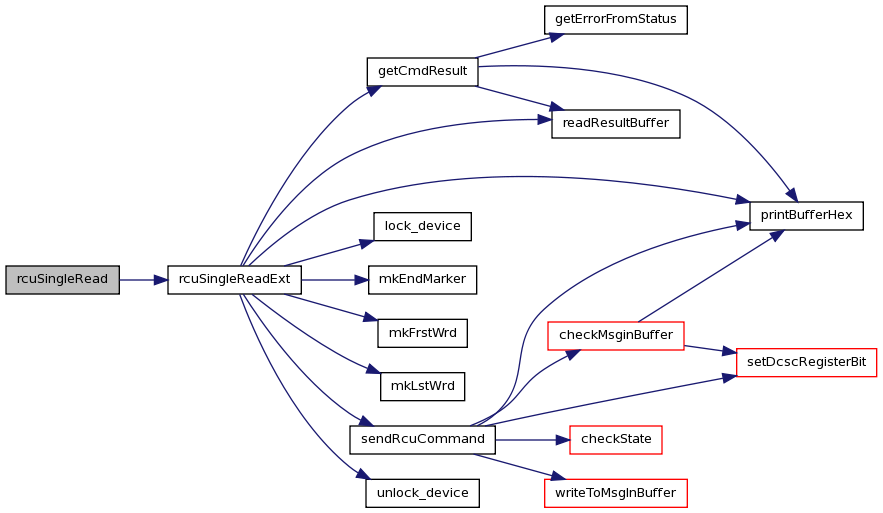 getErrorFromStatus
getCmdResult
readResultBuffer
printBufferHex
lock_device
rcuSingleRead
rcuSingleReadExt
mkEndMarker
mkFrstWrd
checkMsginBuffer
setDcscRegisterBit
mkLstWrd
sendRcuCommand
checkState
unlock_device
writeToMsgInBuffer